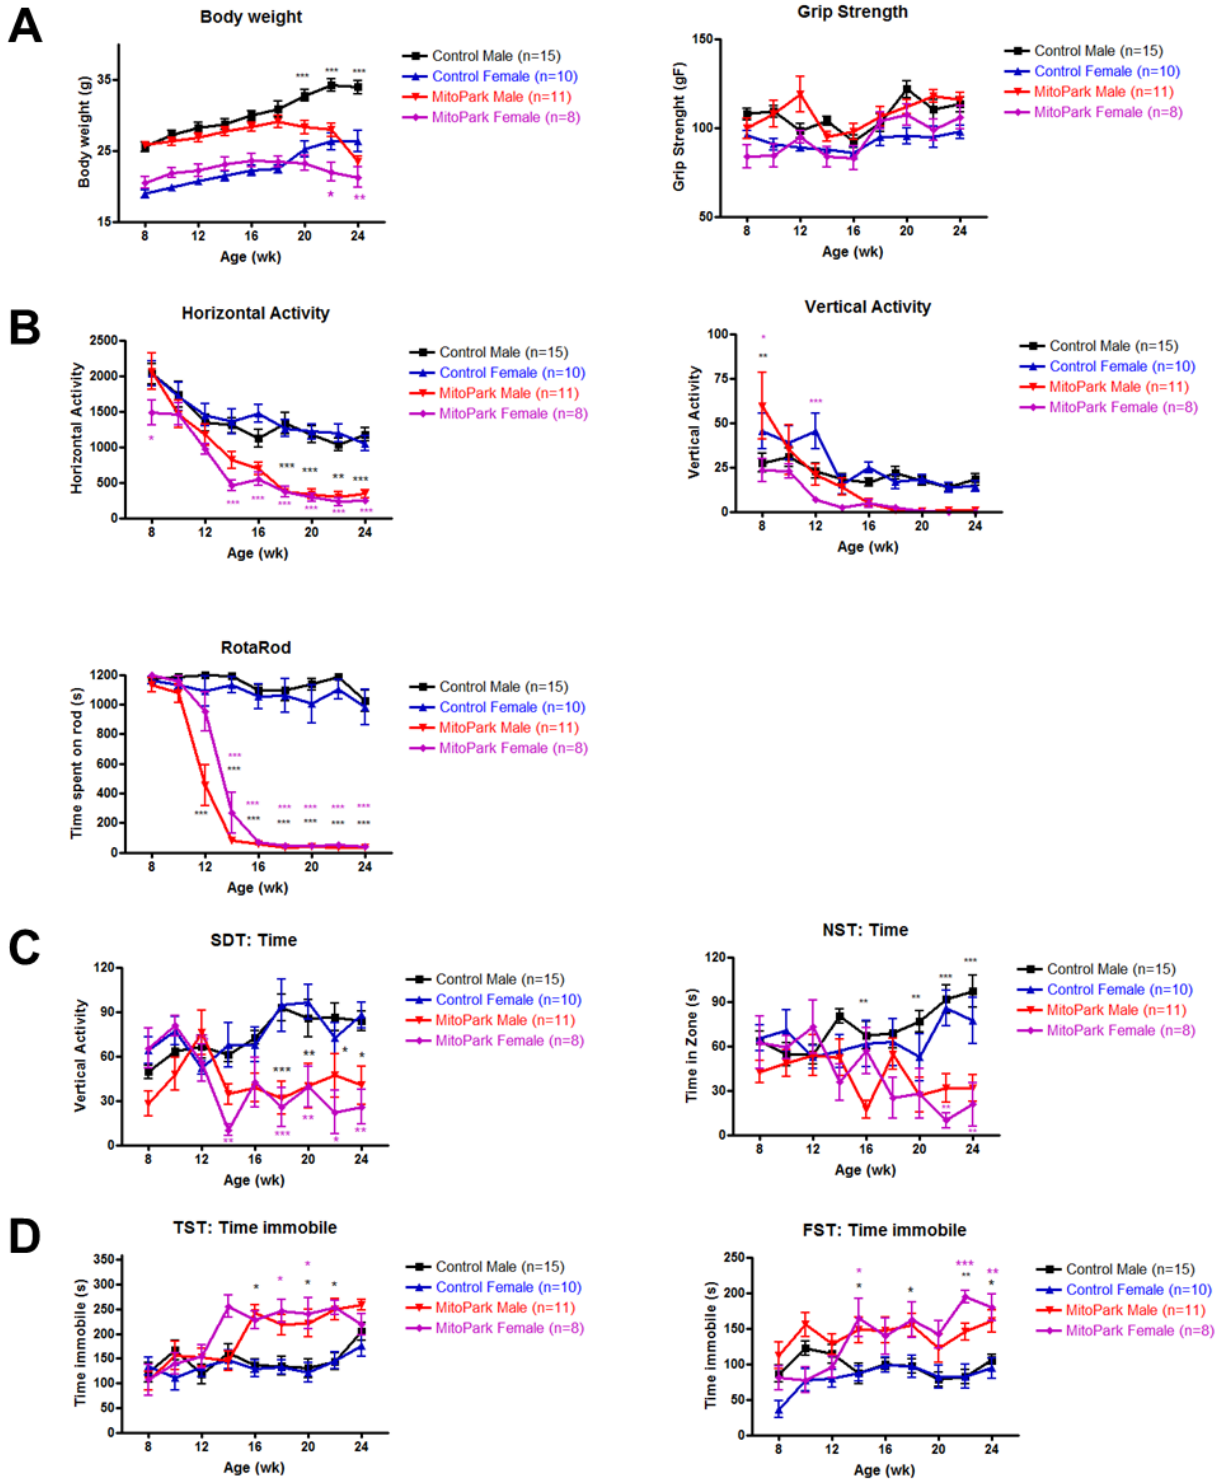 A
Body weight
Body weight (g)
35
25
15
8 12 16 20 24
Age (wk)
*** *** ***
* **
Control Male (n=15)
Control Female (n=10)
MitoPark Male (n=11)
MitoPark Female (n=8)
Grip Strength
Grip Strenght (gF)
150
100
50
8 12 16 20 24
Age (wk)
Control Male (n=15)
Control Female (n=10)
MitoPark Male (n=11)
MitoPark Female (n=8)
B
Horizontal Activity
Horizontal Activity
2500
2000
1500
1000
500
0
8 12 16 20 24
Age (wk)
*** *** ** ***
* *** *** *** *** *** ***
Control Male (n=15)
Control Female (n=10)
MitoPark Male (n=11)
MitoPark Female (n=8)
Vertical Activity
Vertical Activity
100
75
50
25
0
8 12 16 20 24
Age (wk)
*
**
***
Control Male (n=15)
Control Female (n=10)
MitoPark Male (n=11)
MitoPark Female (n=8)
RotaRod
Time spent on rod (s)
1200
1000
800
600
400
200
0
8 12 16 20 24
Age (wk)
*** *** *** *** *** ***
*** *** *** *** *** *** ***
Control Male (n=15)
Control Female (n=10)
MitoPark Male (n=11)
MitoPark Female (n=8)
C
SDT: Time
Vertical Activity
120
90
60
30
0
8 12 16 20 24
Age (wk)
*** ** * *
** *** ** * **
Control Male (n=15)
Control Female (n=10)
MitoPark Male (n=11)
MitoPark Female (n=8)
NST: Time
Time in Zone (s)
120
90
60
30
0
8 12 16 20 24
Age (wk)
** ** *** ***
** **
Control Male (n=15)
Control Female (n=10)
MitoPark Male (n=11)
MitoPark Female (n=8)
D
TST: Time immobile
Time immobile (s)
350
300
250
200
150
100
50
0
8 12 16 20 24
Age (wk)
* *
* * *
Control Male (n=15)
Control Female (n=10)
MitoPark Male (n=11)
MitoPark Female (n=8)
FST: Time immobile
Time immobile (s)
250
200
150
100
50
0
8 12 16 20 24
Age (wk)
* *** **
* * ** *
Control Male (n=15)
Control Female (n=10)
MitoPark Male (n=11)
MitoPark Female (n=8)